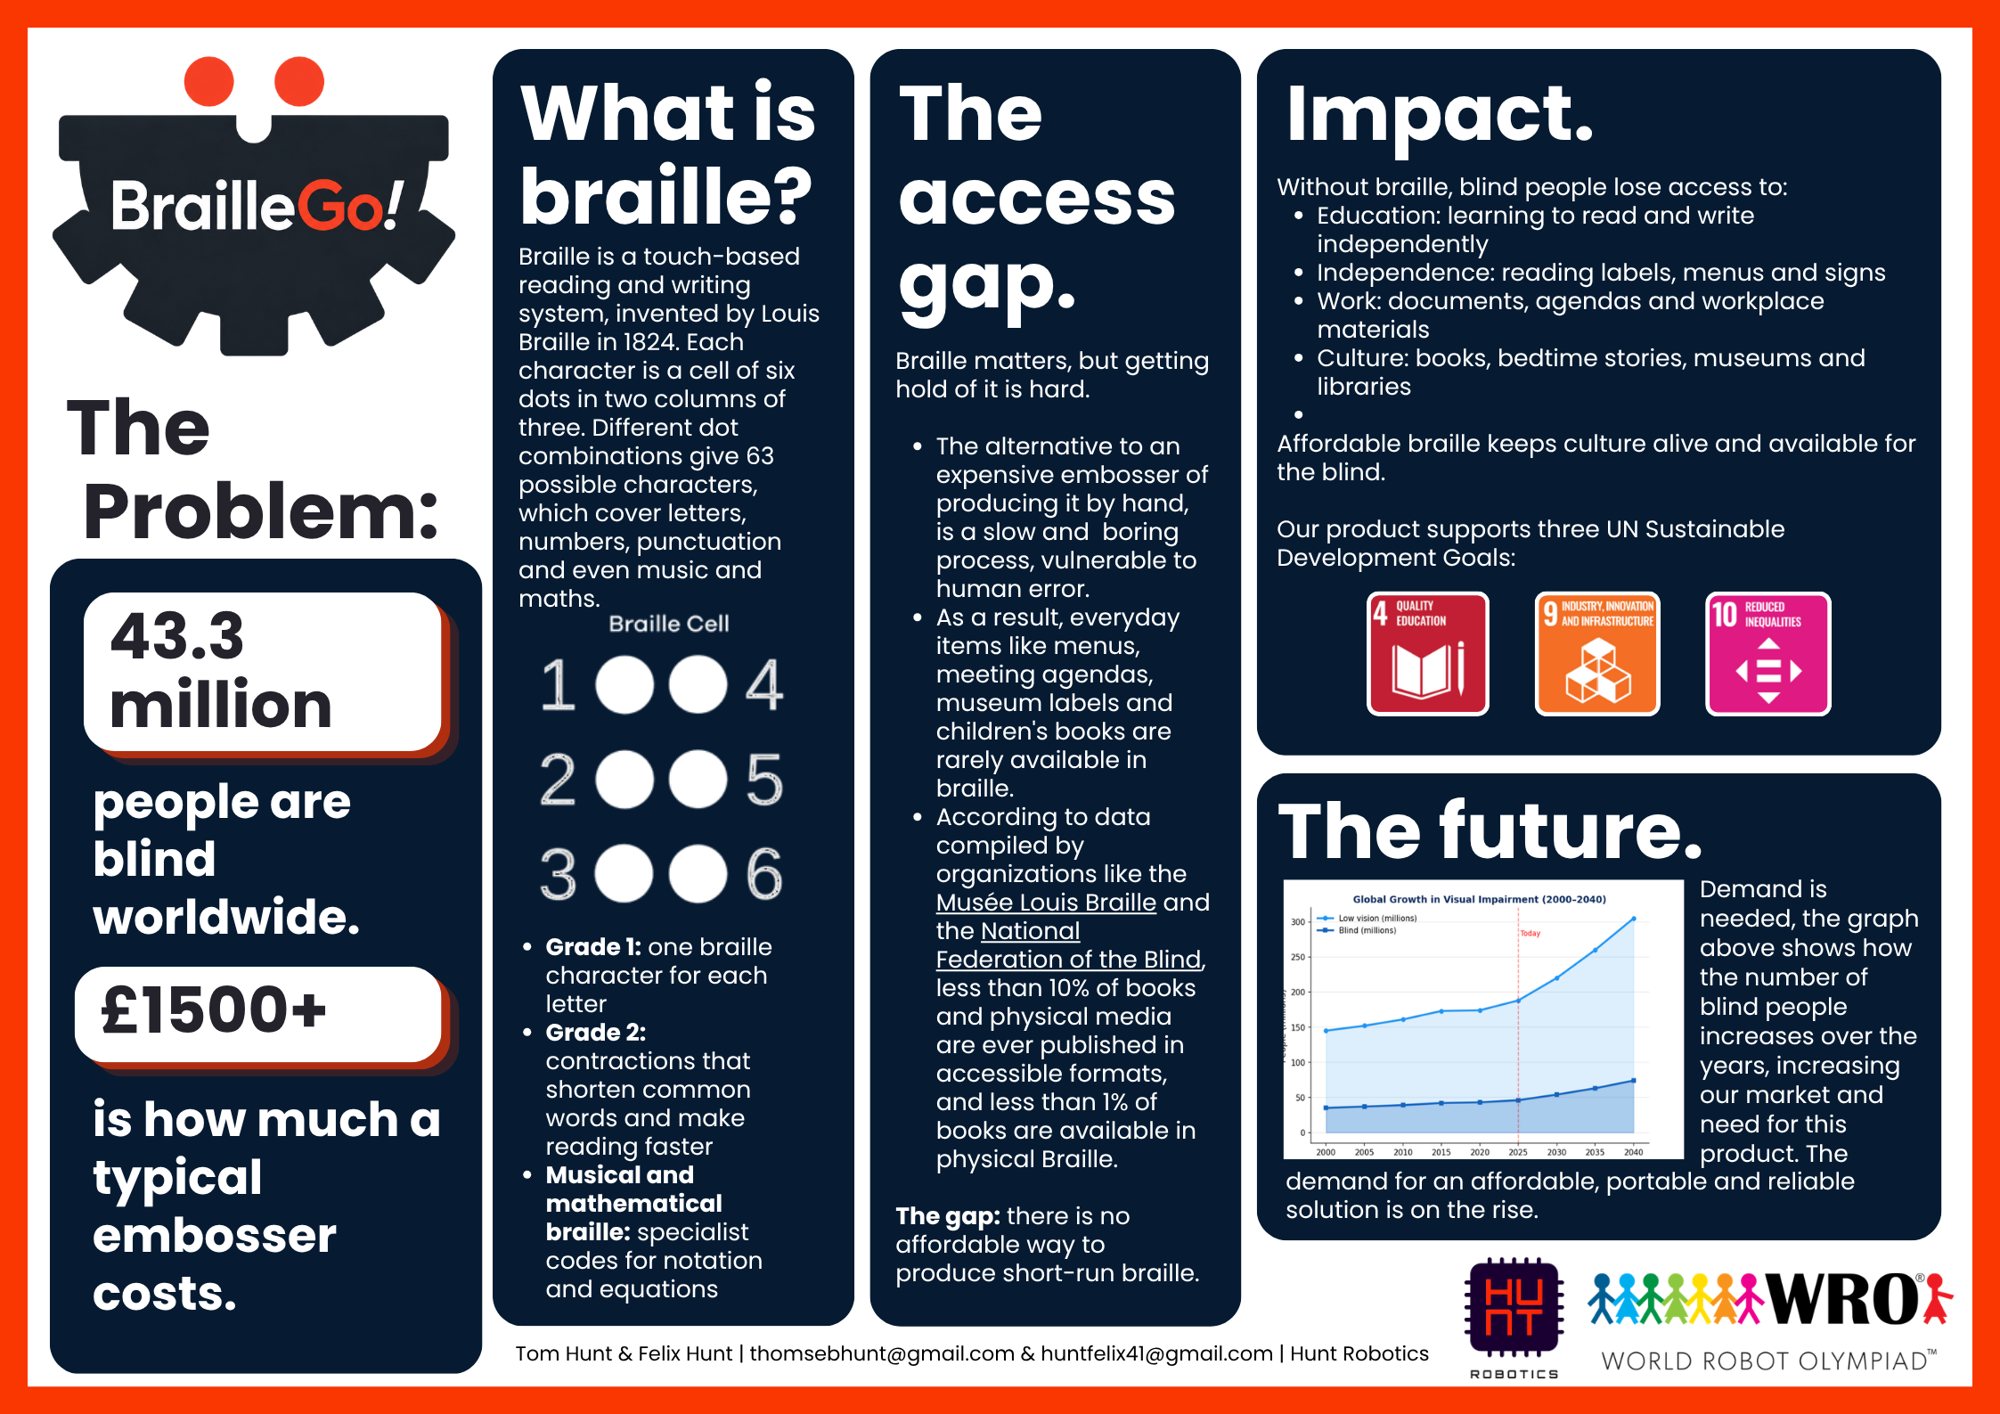 BrailleGo!
The
Problem:
43.3
million
people are
blind
worldwide.
£1500+
is how much a
typical
embosser
costs.
What is
braille?
Braille is a touch-based
reading and writing
system, invented by Louis
Braille in 1824. Each
character is a cell of six
dots in two columns of
three. Different dot
combinations give 63
possible characters,
which cover letters,
numbers, punctuation
and even music and
maths.
Braille Cell
1 4
2 5
3 6
• Grade 1: one braille
character for each
letter
• Grade 2:
contractions that
shorten common
words and make
reading faster
• Musical and
mathematical
braille: specialist
codes for notation
and equations
The
access
gap.
Braille matters, but getting
hold of it is hard.
• The alternative to an
expensive embosser of
producing it by hand,
is a slow and  boring
process, vulnerable to
human error.
• As a result, everyday
items like menus,
meeting agendas,
museum labels and
children's books are
rarely available in
braille.
• According to data
compiled by
organizations like the
Musée Louis Braille and
the National
Federation of the Blind,
less than 10% of books
and physical media
are ever published in
accessible formats,
and less than 1% of
books are available in
physical Braille.
The gap: there is no
affordable way to
produce short-run braille.
Impact.
Without braille, blind people lose access to:
• Education: learning to read and write
independently
• Independence: reading labels, menus and signs
• Work: documents, agendas and workplace
materials
• Culture: books, bedtime stories, museums and
libraries
•
Affordable braille keeps culture alive and available for
the blind.
Our product supports three UN Sustainable
Development Goals:
4 QUALITY
EDUCATION
9 INDUSTRY, INNOVATION
AND INFRASTRUCTURE
10 REDUCED
INEQUALITIES
The future.
Global Growth in Visual Impairment (2000–2040)
Low vision (millions)
Blind (millions)
Today
300
250
200
150
100
50
0
2000 2005 2010 2015 2020 2025 2030 2035 2040
Demand is
needed, the graph
above shows how
the number of
blind people
increases over the
years, increasing
our market and
need for this
product. The
demand for an affordable, portable and reliable
solution is on the rise.
Tom Hunt & Felix Hunt | thomsebhunt@gmail.com & huntfelix41@gmail.com | Hunt Robotics
HU
NT
ROBOTICS
WRO®
WORLD ROBOT OLYMPIAD™